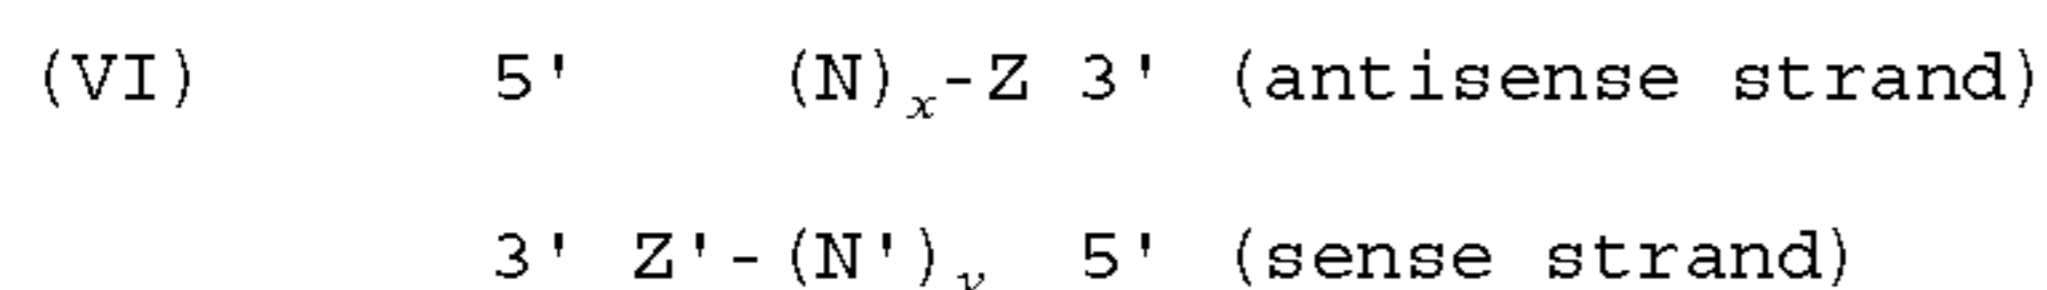 (VI) 5' (N)x-Z 3' (antisense strand)
3' Z'-(N')y 5' (sense strand)